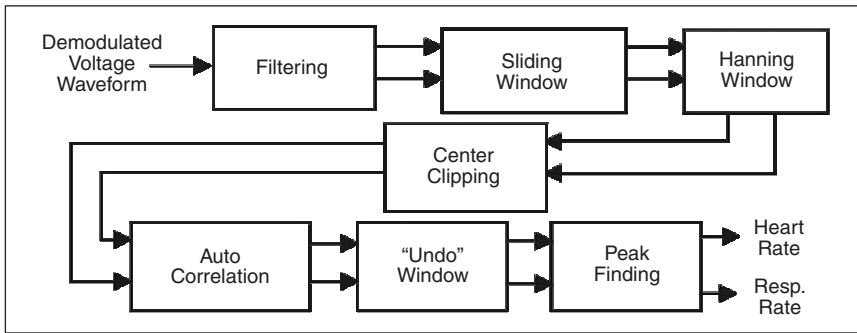 Demodulated
Voltage
Waveform
Filtering
Sliding
Window
Hanning
Window
Center
Clipping
Auto
Correlation
"Undo"
Window
Peak
Finding
Heart
Rate
Resp.
Rate